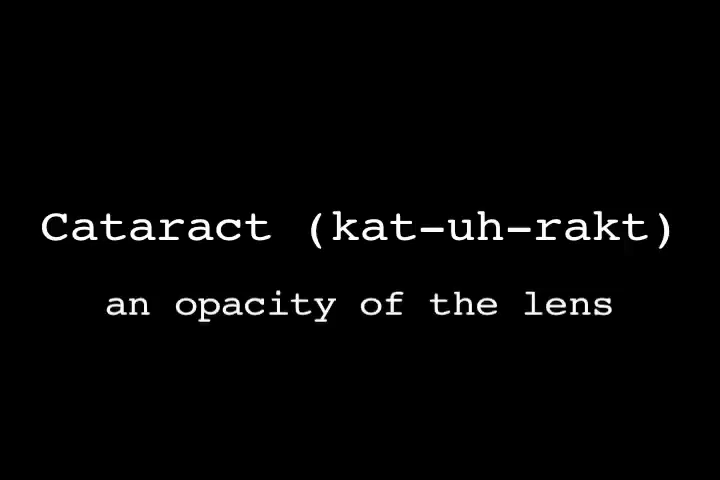 Cataract (kat-uh-rakt)
an opacity of the lens